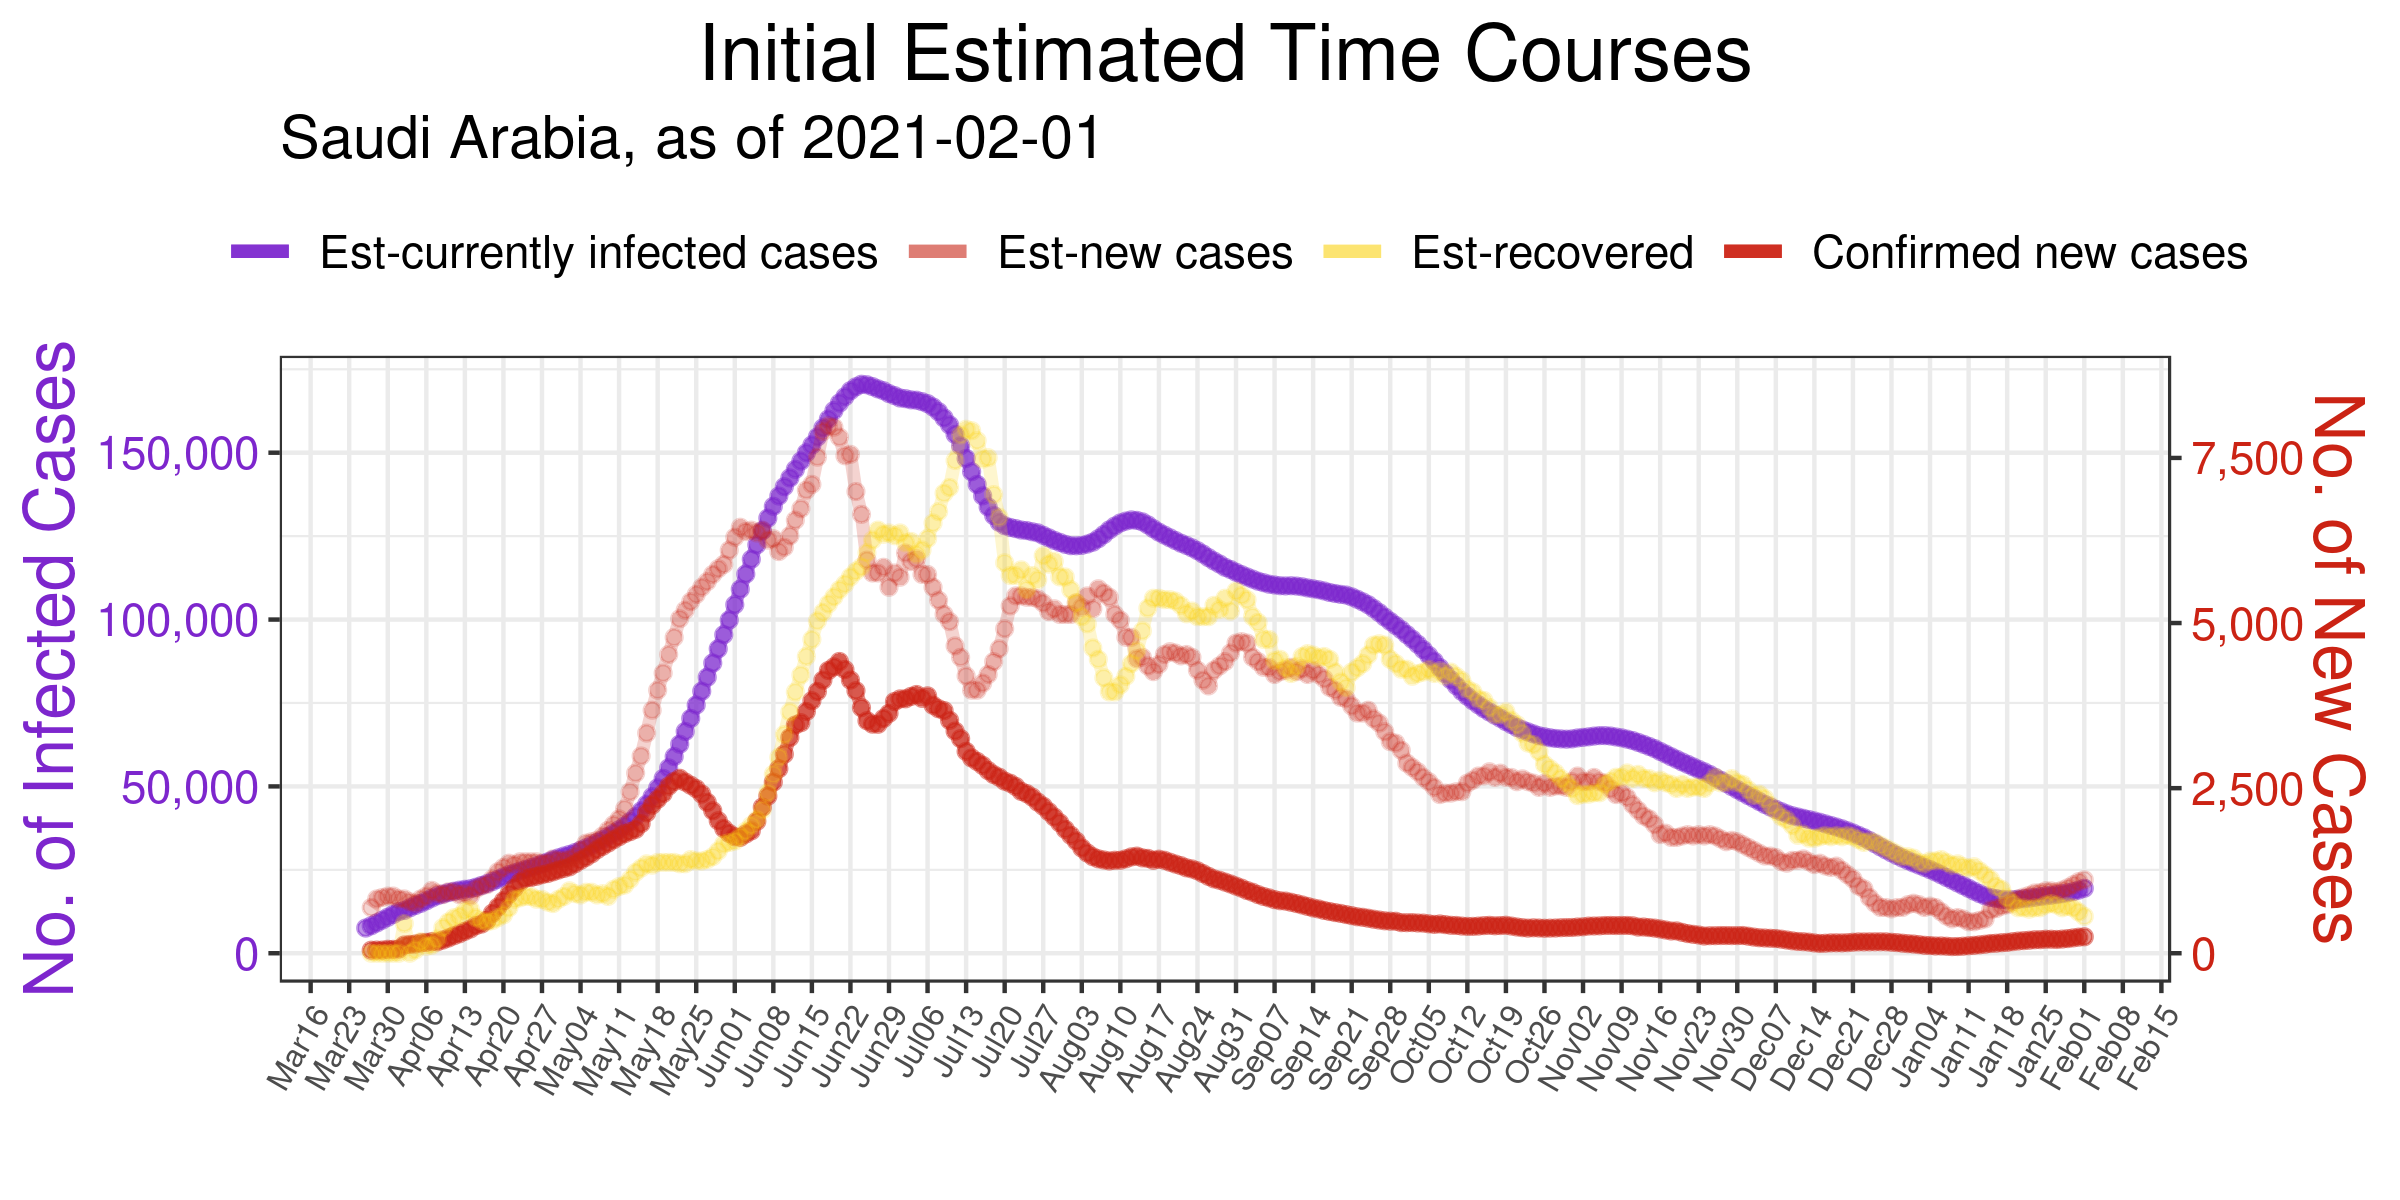 Initial Estimated Time Courses
Saudi Arabia, as of 2021-02-01
Est-currently infected cases
Est-new cases
Est-recovered
Confirmed new cases
No. of Infected Cases
150,000
100,000
50,000
0
No. of New Cases
7,500
5,000
2,500
0
Mar16
Mar23
Mar30
Apr06
Apr13
Apr20
Apr27
May04
May11
May18
May25
Jun01
Jun08
Jun15
Jun22
Jun29
Jul06
Jul13
Jul20
Jul27
Aug03
Aug10
Aug17
Aug24
Aug31
Sep07
Sep14
Sep21
Sep28
Oct05
Oct12
Oct19
Oct26
Nov02
Nov09
Nov16
Nov23
Nov30
Dec07
Dec14
Dec21
Dec28
Jan04
Jan11
Jan18
Jan25
Feb01
Feb08
Feb15